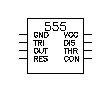 555
GND VCC
TRI DIS
OUT THR
RES CON